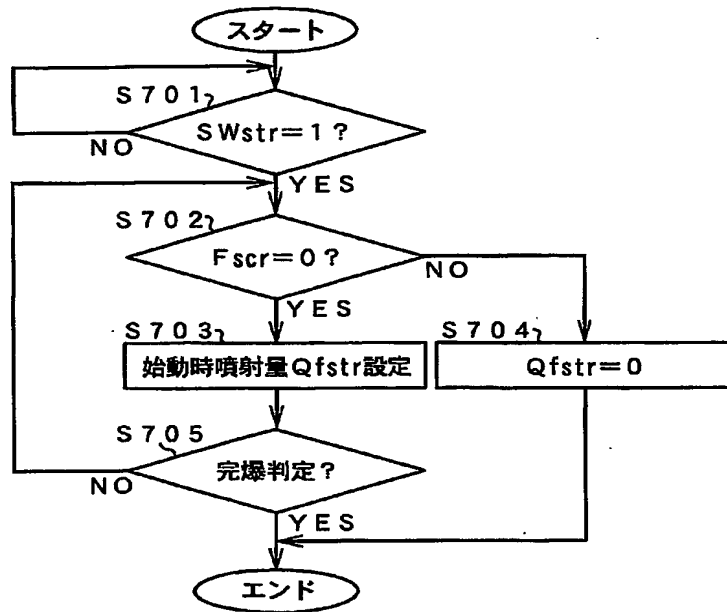 スタート
S701
SWstr=1?
NO
YES
S702
Fscr=0?
NO
YES
S703
始動時噴射量Qfstr設定
S704
Qfstr=0
S705
完爆判定?
NO
YES
エンド